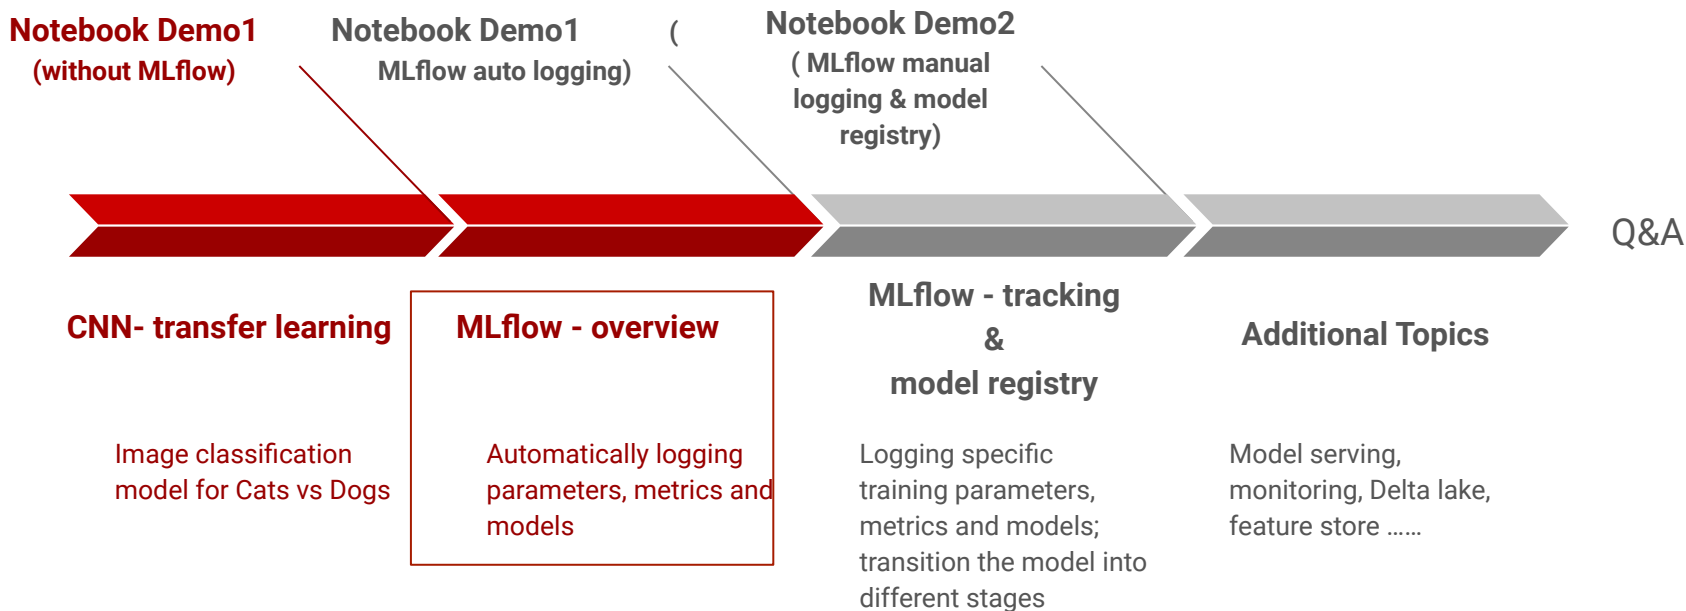 Notebook Demo1
(without MLflow)
Notebook Demo1 (
MLflow auto logging)
Notebook Demo2
( MLflow manual
logging & model
registry)
Q&A
CNN- transfer learning
Image classification
model for Cats vs Dogs
MLflow - overview
Automatically logging
parameters, metrics and
models
MLflow - tracking
&
model registry
Logging specific
training parameters,
metrics and models;
transition the model into
different stages
Additional Topics
Model serving,
monitoring, Delta lake,
feature store ......